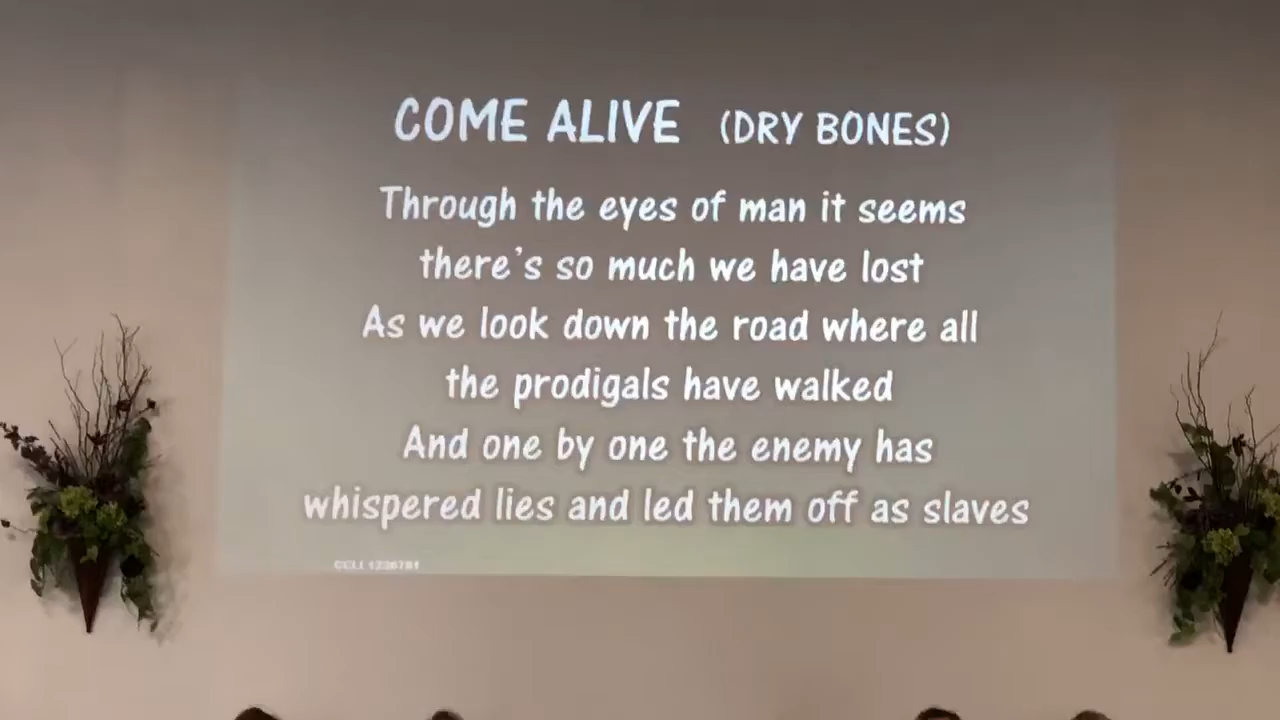 COME ALIVE (DRY BONES)
Through the eyes of man it seems
there's so much we have lost
As we look down the road where all
the prodigals have walked
And one by one the enemy has
whispered lies and led them off as slaves
CCLI